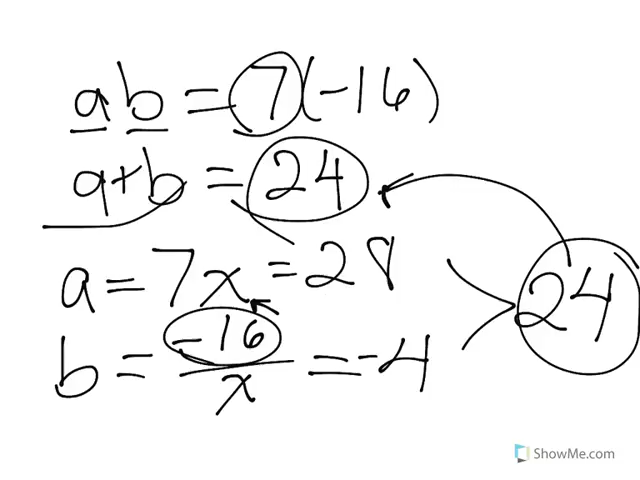 ab = 7(-16)
a+b = 24
a = 7x = 28
b = -16/x = -4
24
ShowMe.com